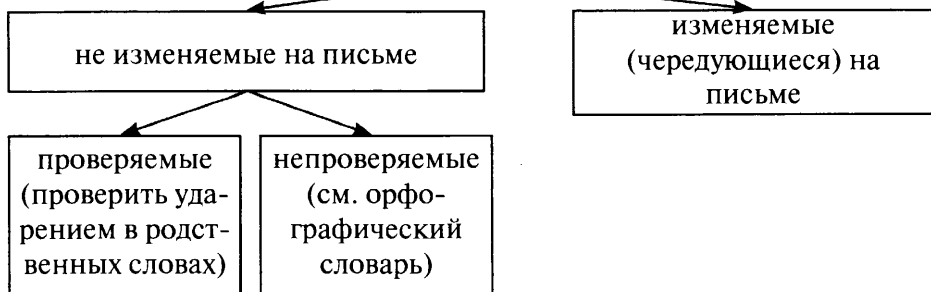 не изменяемые на письме
изменяемые
(чередующиеся) на
письме
проверяемые
(проверить уда-
рением в родст-
венных словах)
непроверяемые
(см. орфо-
графический
словарь)